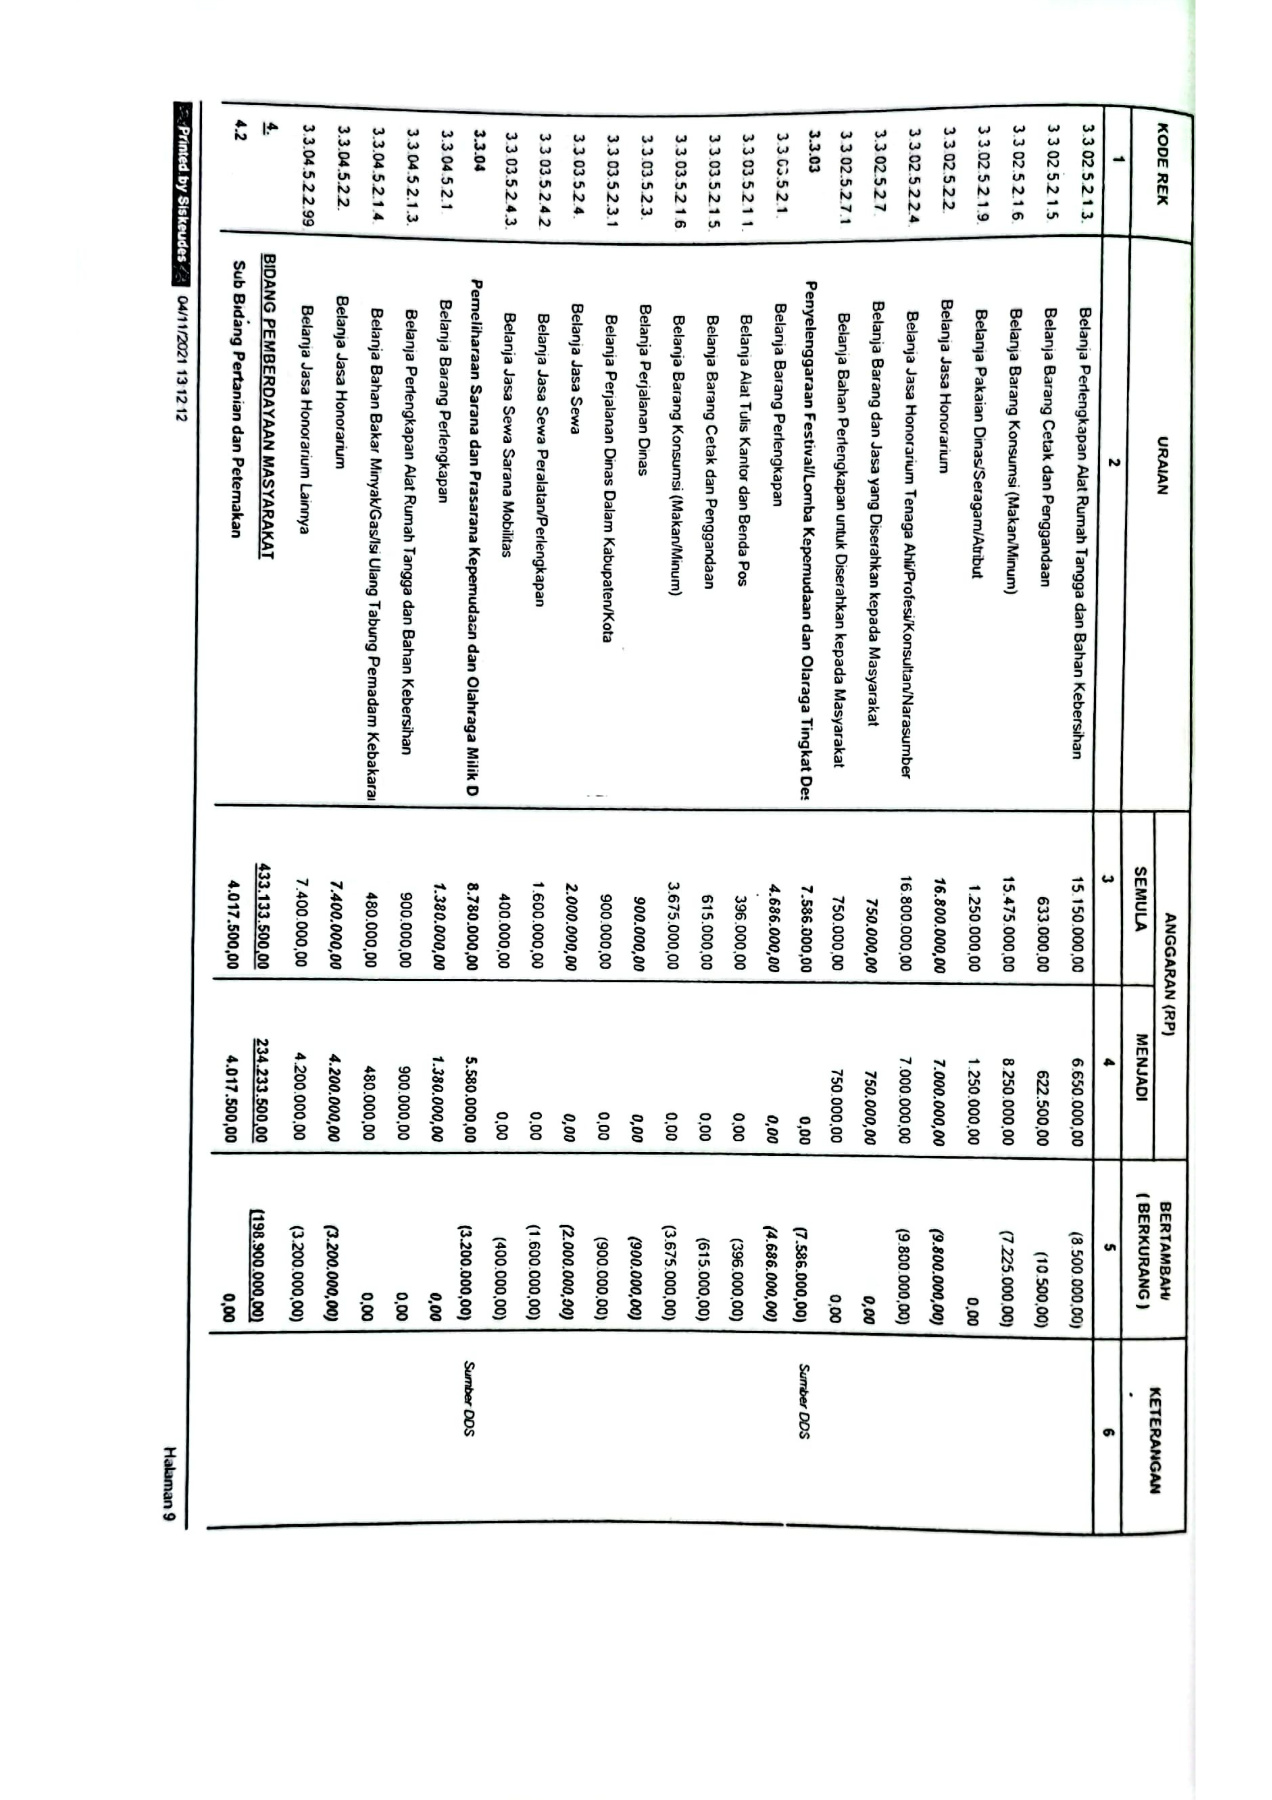 KODE REK URAIAN ANGGARAN (RP) BERTAMBAH/ ( BERKURANG ) KETERANGAN
SEMULA MENJADI
1 2 3 4 5 6
3.3 02.5.2.1.3. Belanja Perlengkapan Alat Rumah Tangga dan Bahan Kebersihan 15.150.000,00 6.650.000,00 (8.500.000,00)
3 3 02.5.2.1.5 Belanja Barang Cetak dan Penggandaan 633.000,00 622.500,00 (10.500,00)
3.3 02.5.2.1.6. Belanja Barang Konsumsi (Makan/Minum) 15.475.000,00 8.250.000,00 (7.225.000,00)
3 3.02.5.2.1.9. Belanja Pakaian Dinas/Seragam/Atribut 1.250.000,00 1.250.000,00 0,00
3.3 02.5.2.2. Belanja Jasa Honorarium 16.800.000,00 7.000.000,00 (9.800.000,00)
3.3.02.5.2.2.4. Belanja Jasa Honorarium Tenaga Ahli/Profesi/Konsultan/Narasumber 16.800.000,00 7.000.000,00 (9.800.000,00)
3.3.02.5.2.7. Belanja Barang dan Jasa yang Diserahkan kepada Masyarakat 750.000,00 750.000,00 0,00
3.3 02.5.2.7.1 Belanja Bahan Perlengkapan untuk Diserahkan kepada Masyarakat 750.000,00 750.000,00 0,00
3.3.03 Penyelenggaraan Festival/Lomba Kepemudaan dan Olaraga Tingkat Des 7.586.000,00 0,00 (7.586.000,00) Sumber DDS
3.3.03.5.2.1. Belanja Barang Perlengkapan 4.686.000,00 0,00 (4.686.000,00)
3.3 03.5.2.1 1. Belanja Alat Tulis Kantor dan Benda Pos 396.000,00 0,00 (396.000,00)
3.3.03.5.2.1.5. Belanja Barang Cetak dan Penggandaan 615.000,00 0,00 (615.000,00)
3.3.03.5.2 1.6 Belanja Barang Konsumsi (Makan/Minum) 3.675.000,00 0,00 (3.675.000,00)
3.3.03.5.2.3. Belanja Perjalanan Dinas 900.000,00 0,00 (900.000,00)
3.3 03.5.2.3.1 Belanja Perjalanan Dinas Dalam Kabupaten/Kota 900.000,00 0,00 (900.000,00)
3.3 03.5.2.4. Belanja Jasa Sewa 2.000.000,00 0,00 (2.000.000,00)
3.3 03.5.2.4.2 Belanja Jasa Sewa Peralatan/Perlengkapan 1.600.000,00 0.00 (1.600.000,00)
3.3 03.5.2.4.3. Belanja Jasa Sewa Sarana Mobilitas 400.000,00 0,00 (400.000,00)
3.3.04 Pemeliharaan Sarana dan Prasarana Kepemudaan dan Olahraga Milik D 8.780.000,00 5.580.000,00 (3.200.000,00) Sumber DDS
3.3.04.5.2.1. Belanja Barang Perlengkapan 1.380.000,00 1.380.000,00 0,00
3.3.04.5.2.1.3. Belanja Perlengkapan Alat Rumah Tangga dan Bahan Kebersihan 900.000,00 900.000,00 0,00
3.3.04.5.2.1.4 Belanja Bahan Bakar Minyak/Gas/Isi Ulang Tabung Pemadam Kebakaran 480.000,00 480.000,00 0,00
3.3.04.5.2.2. Belanja Jasa Honorarium 7.400.000,00 4.200.000,00 (3.200.000,00)
3.3.04.5.2.2.99. Belanja Jasa Honorarium Lainnya 7.400.000,00 4.200.000,00 (3.200.000,00)
4. BIDANG PEMBERDAYAAN MASYARAKAT 433.133.500,00 234.233.500,00 (198.900.000,00)
4.2 Sub Bidang Pertanian dan Peternakan 4.017.500,00 4.017.500,00 0,00
Printed by Siskeudes 04/11/2021 13:12:12 Halaman 9